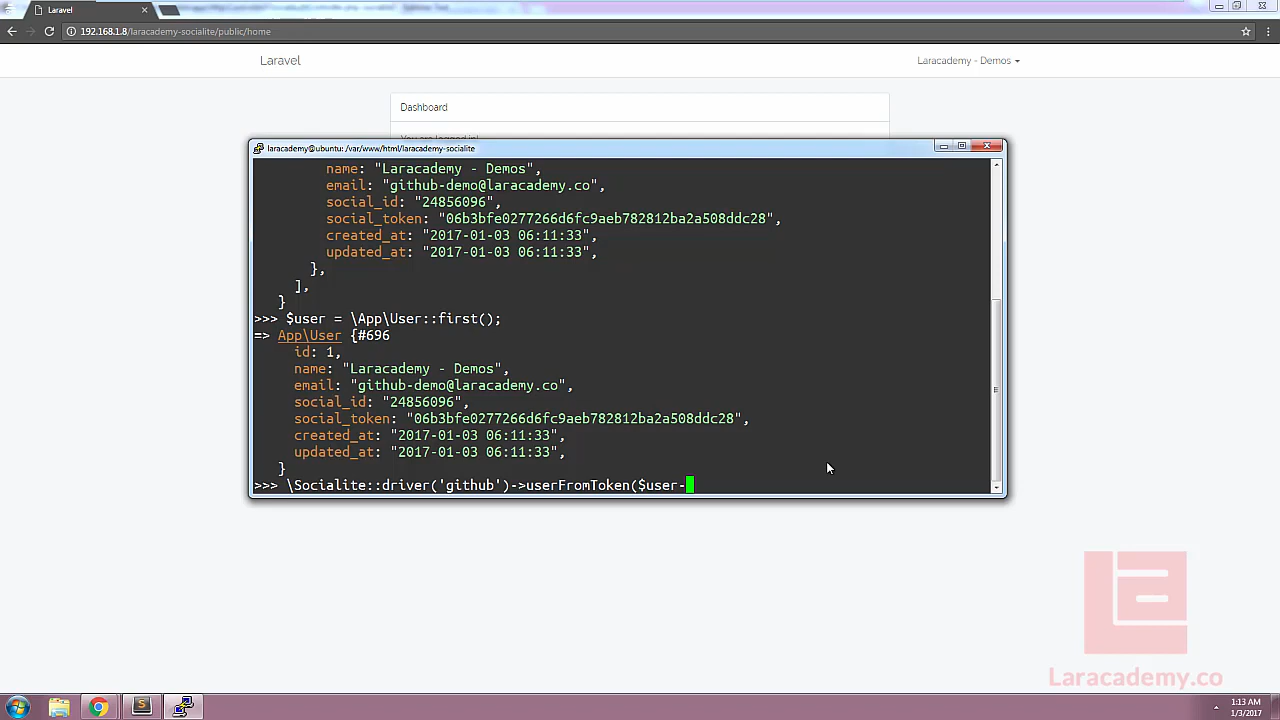 Laravel
192.168.1.8/laracademy-socialite/public/home
Laravel
Laracademy - Demos
Dashboard
You are logged in!
laracademy@ubuntu: /var/www/html/laracademy-socialite
name: "Laracademy - Demos",
email: "github-demo@laracademy.co",
social_id: "24856096",
social_token: "06b3bfe0277266d6fc9aeb782812ba2a508ddc28",
created_at: "2017-01-03 06:11:33",
updated_at: "2017-01-03 06:11:33",
},
],
}
>>> $user = \App\User::first();
=> App\User {#696
id: 1,
name: "Laracademy - Demos",
email: "github-demo@laracademy.co",
social_id: "24856096",
social_token: "06b3bfe0277266d6fc9aeb782812ba2a508ddc28",
created_at: "2017-01-03 06:11:33",
updated_at: "2017-01-03 06:11:33",
}
>>> \Socialite::driver('github')->userFromToken($user-
Laracademy.co
1:13 AM
1/3/2017